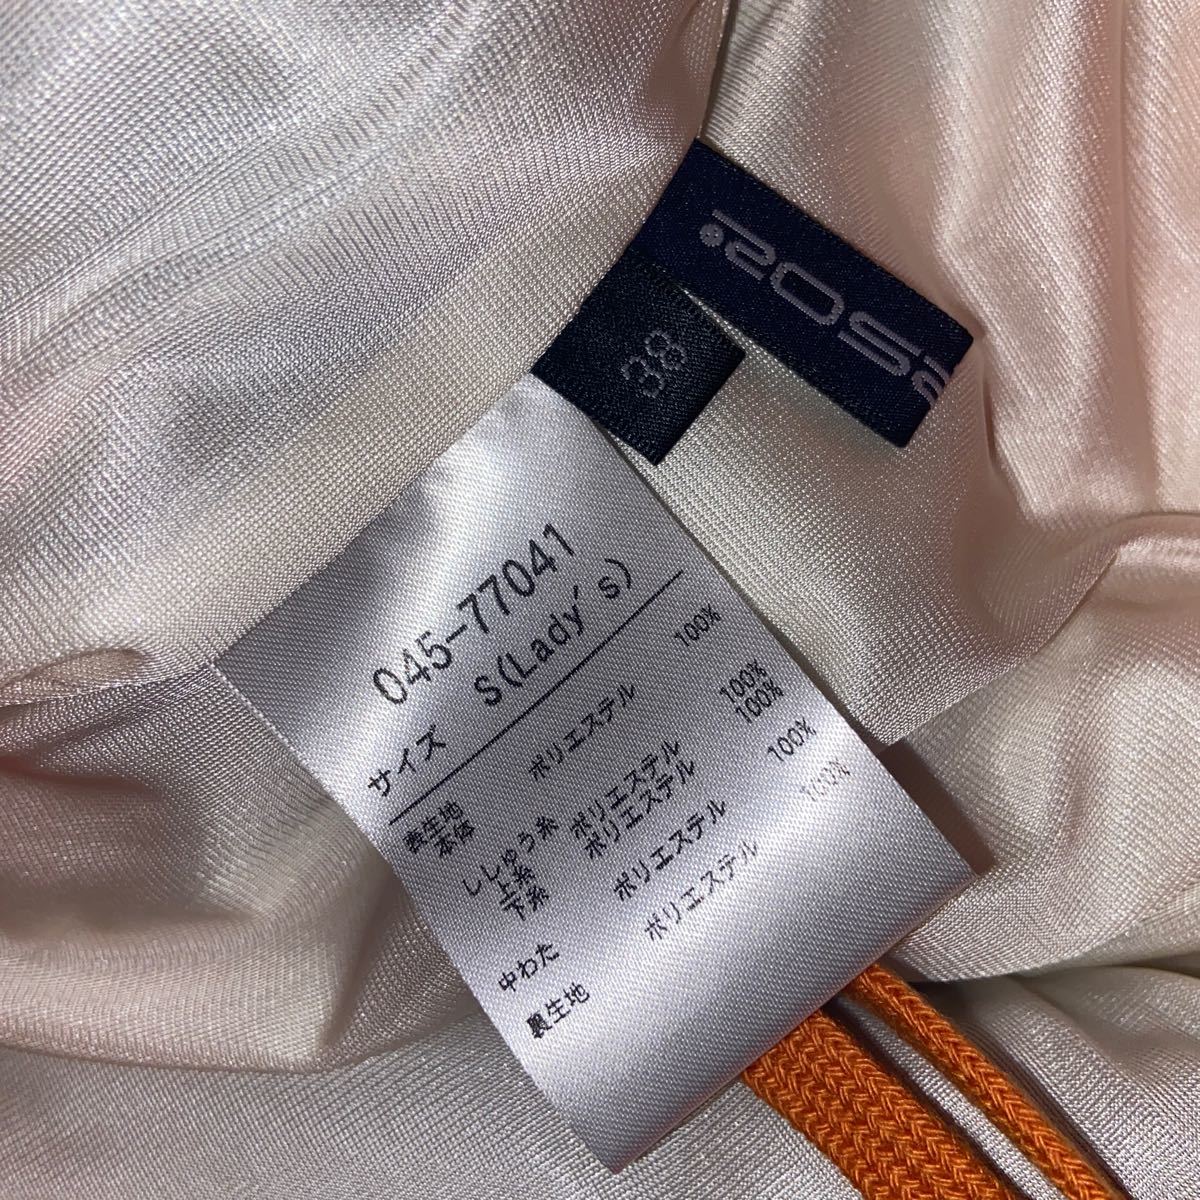 38
045-77041
サイズ S(Lady's)
表生地
本体 ポリエステル 100%
ししゅう糸
上糸 ポリエステル 100%
下糸 ポリエステル 100%
中わた ポリエステル 100%
裏生地 ポリエステル 100%